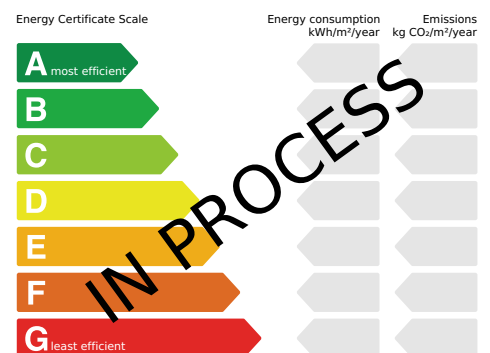 Energy Certificate Scale
Energy consumption
kWh/m²/year
Emissions
kg CO₂/m²/year
A most efficient
B
C
D
E
F
G least efficient
IN PROCESS